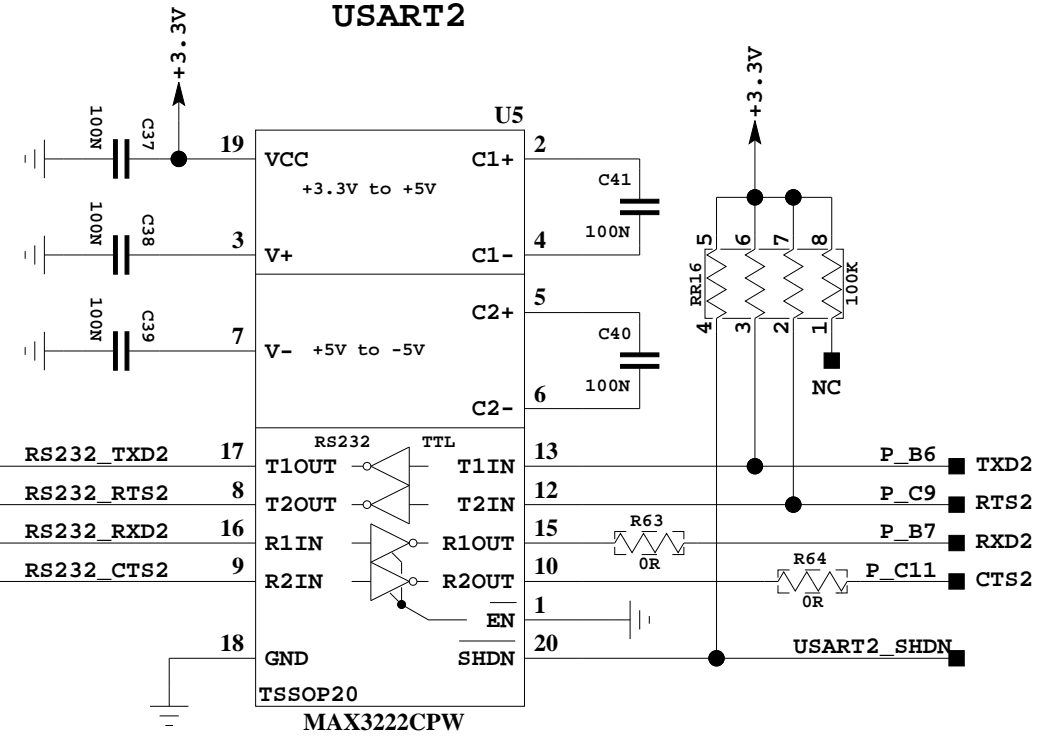 USART2
+3.3V
+3.3V
U5
100N
C37
19
VCC
C1+
2
+3.3V to +5V
C41
100N
100N
C38
3
V+
C1-
4
5
6
7
8
RR16
100K
4
3
2
1
NC
C2+
5
100N
C39
7
V-
+5V to -5V
C40
100N
C2-
6
RS232
TTL
RS232_TXD2
17
T1OUT
T1IN
13
P_B6
TXD2
RS232_RTS2
8
T2OUT
T2IN
12
P_C9
RTS2
RS232_RXD2
16
R1IN
R1OUT
15
R63
0R
P_B7
RXD2
RS232_CTS2
9
R2IN
R2OUT
10
R64
0R
P_C11
CTS2
EN
1
18
GND
SHDN
20
USART2_SHDN
TSSOP20
MAX3222CPW